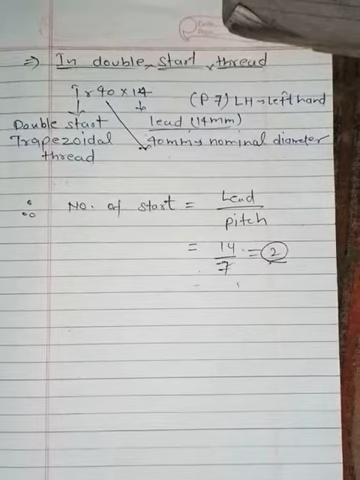 ⇒ In double start thread
T r 40 × 14 (P 7) LH → Left hand
Double start lead (14mm)
Trapezoidal 40mm is nominal diameter
thread
∴ No. of start = Lead / pitch
= 14 / 7 = 2